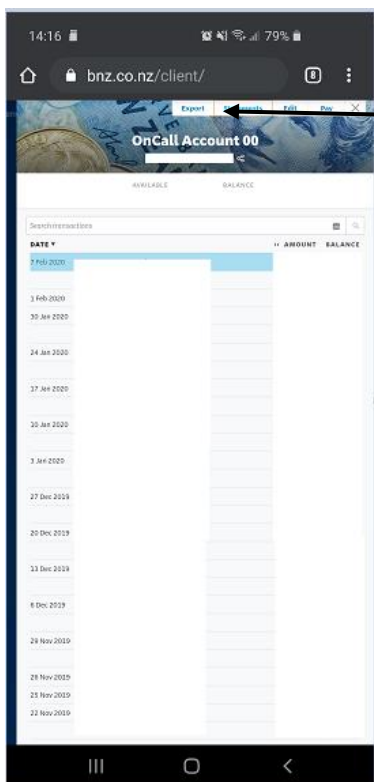 14:16 79%
bnz.co.nz/client/ 8
Export Statements Edit Pay
OnCall Account 00
AVAILABLE BALANCE
Search transactions
DATE AMOUNT BALANCE
7 Feb 2020
1 Feb 2020
30 Jan 2020
24 Jan 2020
17 Jan 2020
10 Jan 2020
3 Jan 2020
27 Dec 2019
20 Dec 2019
13 Dec 2019
6 Dec 2019
29 Nov 2019
28 Nov 2019
25 Nov 2019
22 Nov 2019